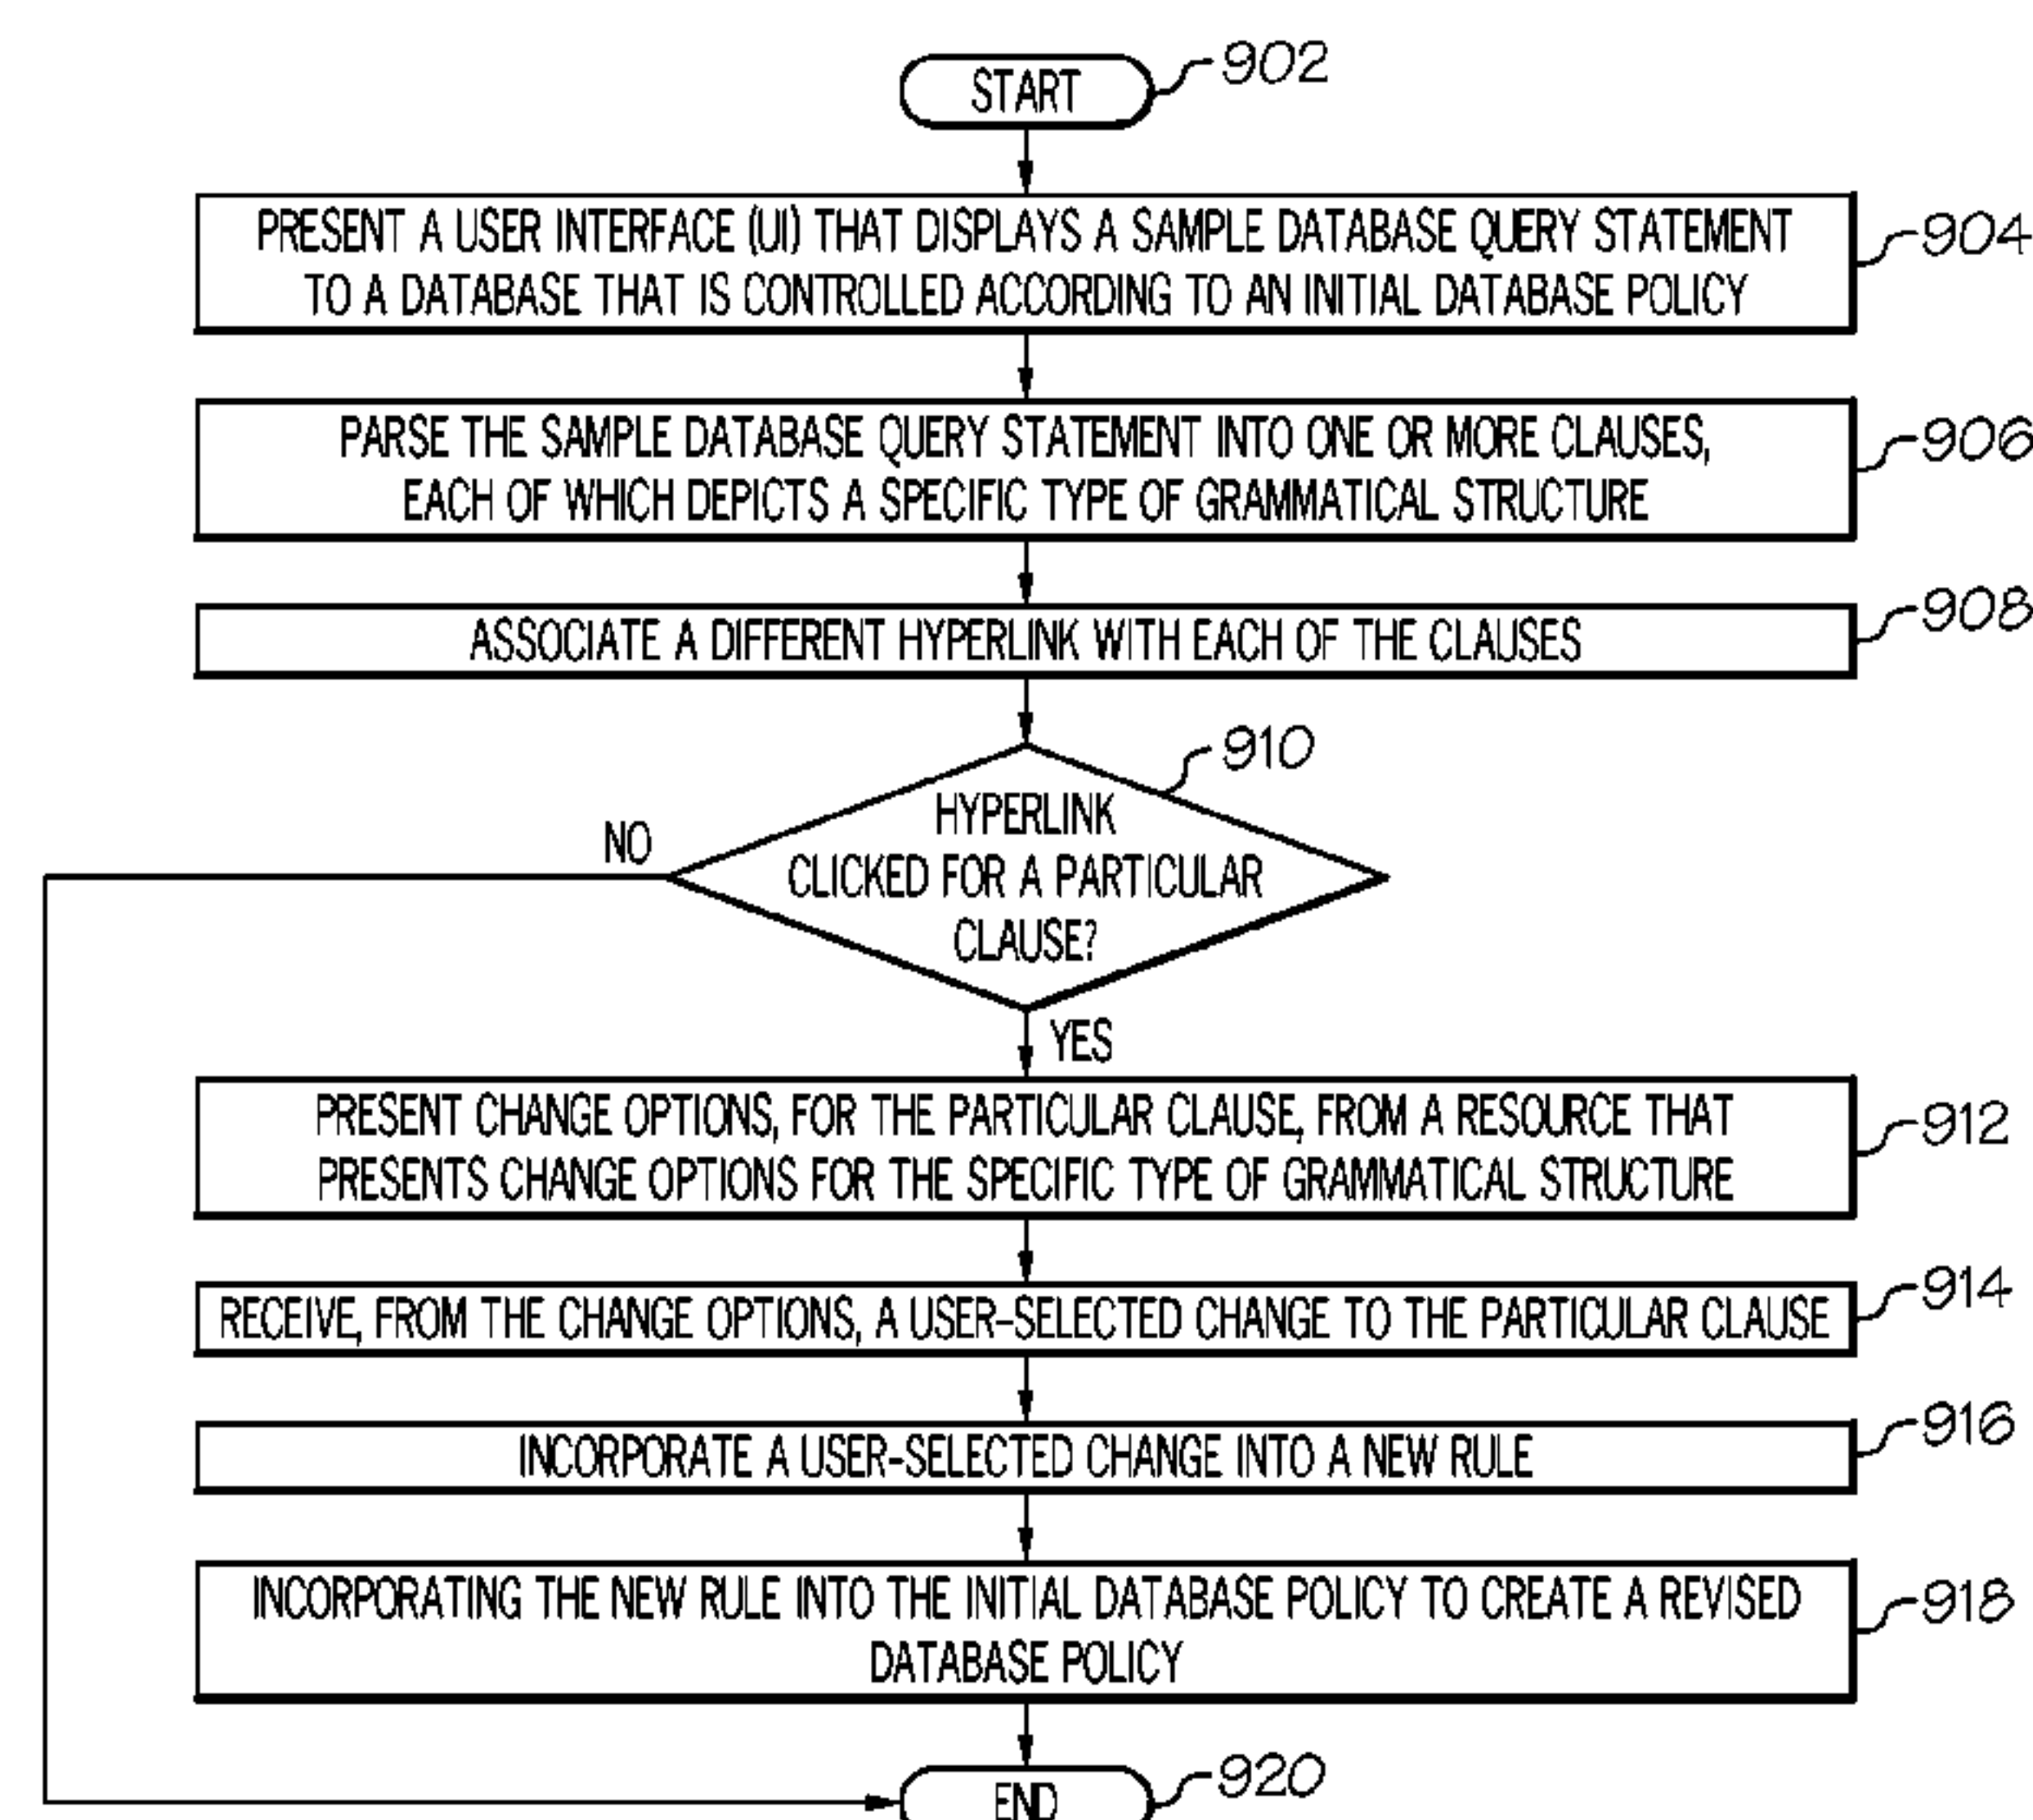 START
902
PRESENT A USER INTERFACE (UI) THAT DISPLAYS A SAMPLE DATABASE QUERY STATEMENT
TO A DATABASE THAT IS CONTROLLED ACCORDING TO AN INITIAL DATABASE POLICY
904
PARSE THE SAMPLE DATABASE QUERY STATEMENT INTO ONE OR MORE CLAUSES,
EACH OF WHICH DEPICTS A SPECIFIC TYPE OF GRAMMATICAL STRUCTURE
906
ASSOCIATE A DIFFERENT HYPERLINK WITH EACH OF THE CLAUSES
908
910
HYPERLINK
CLICKED FOR A PARTICULAR
CLAUSE?
NO
YES
PRESENT CHANGE OPTIONS, FOR THE PARTICULAR CLAUSE, FROM A RESOURCE THAT
PRESENTS CHANGE OPTIONS FOR THE SPECIFIC TYPE OF GRAMMATICAL STRUCTURE
912
RECEIVE, FROM THE CHANGE OPTIONS, A USER-SELECTED CHANGE TO THE PARTICULAR CLAUSE
914
INCORPORATE A USER-SELECTED CHANGE INTO A NEW RULE
916
INCORPORATING THE NEW RULE INTO THE INITIAL DATABASE POLICY TO CREATE A REVISED
DATABASE POLICY
918
END
920